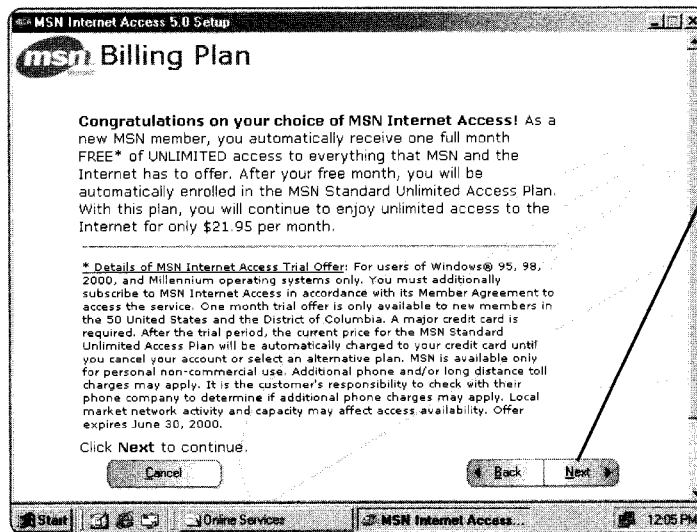 MSN Internet Access 5.0 Setup
msn Billing Plan
Congratulations on your choice of MSN Internet Access! As a
new MSN member, you automatically receive one full month
FREE* of UNLIMITED access to everything that MSN and the
Internet has to offer. After your free month, you will be
automatically enrolled in the MSN Standard Unlimited Access Plan.
With this plan, you will continue to enjoy unlimited access to the
Internet for only $21.95 per month.
* Details of MSN Internet Access Trial Offer: For users of Windows® 95, 98,
2000, and Millennium operating systems only. You must additionally
subscribe to MSN Internet Access in accordance with its Member Agreement to
access the service. One month trial offer is only available to new members in
the 50 United States and the District of Columbia. A major credit card is
required. After the trial period, the current price for the MSN Standard
Unlimited Access Plan will be automatically charged to your credit card until
you cancel your account or select an alternative plan. MSN is available only
for personal non-commercial use. Additional phone and/or long distance toll
charges may apply. It is the customer's responsibility to check with their
phone company to determine if additional phone charges may apply. Local
market network activity and capacity may affect access availability. Offer
expires June 30, 2000.
Click Next to continue.
Cancel Back Next
Start Online Services MSN Internet Access... 12:05 PM